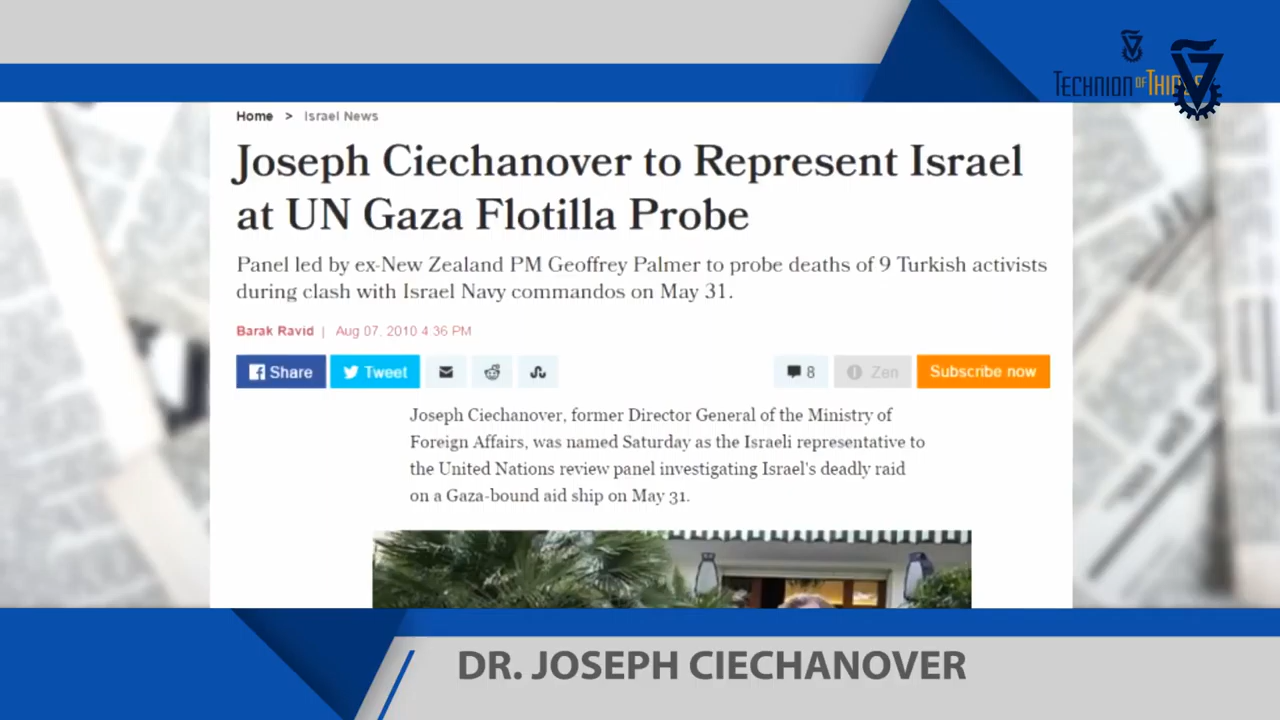 TECHNION OF THINGS
Home > Israel News
Joseph Ciechanover to Represent Israel
at UN Gaza Flotilla Probe
Panel led by ex-New Zealand PM Geoffrey Palmer to probe deaths of 9 Turkish activists
during clash with Israel Navy commandos on May 31.
Barak Ravid | Aug 07, 2010 4:36 PM
Share Tweet 8 Zen Subscribe now
Joseph Ciechanover, former Director General of the Ministry of
Foreign Affairs, was named Saturday as the Israeli representative to
the United Nations review panel investigating Israel's deadly raid
on a Gaza-bound aid ship on May 31.
DR. JOSEPH CIECHANOVER